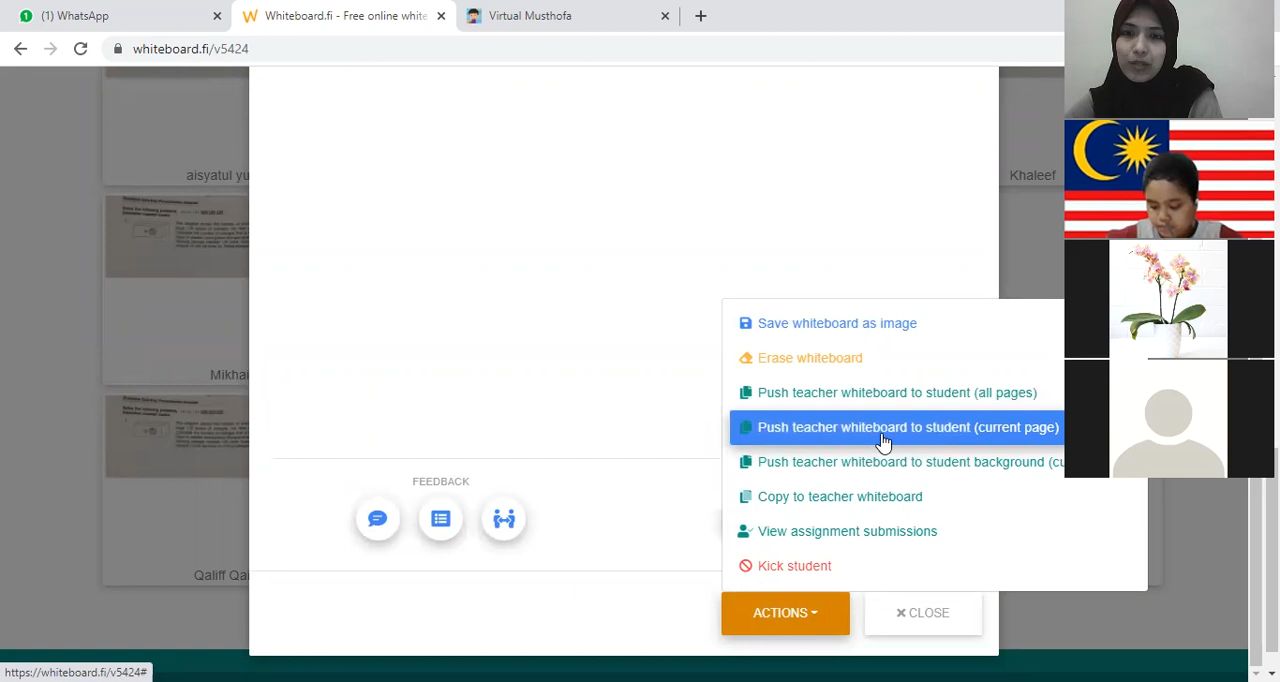 (1) WhatsApp
Whiteboard.fi - Free online white
Virtual Musthofa
whiteboard.fi/v5424
aisyatul yu
Khaleef
Mikhai
Qaliff Qai
Save whiteboard as image
Erase whiteboard
Push teacher whiteboard to student (all pages)
Push teacher whiteboard to student (current page)
Push teacher whiteboard to student background (cu
Copy to teacher whiteboard
View assignment submissions
Kick student
FEEDBACK
ACTIONS
CLOSE
https://whiteboard.fi/v5424#